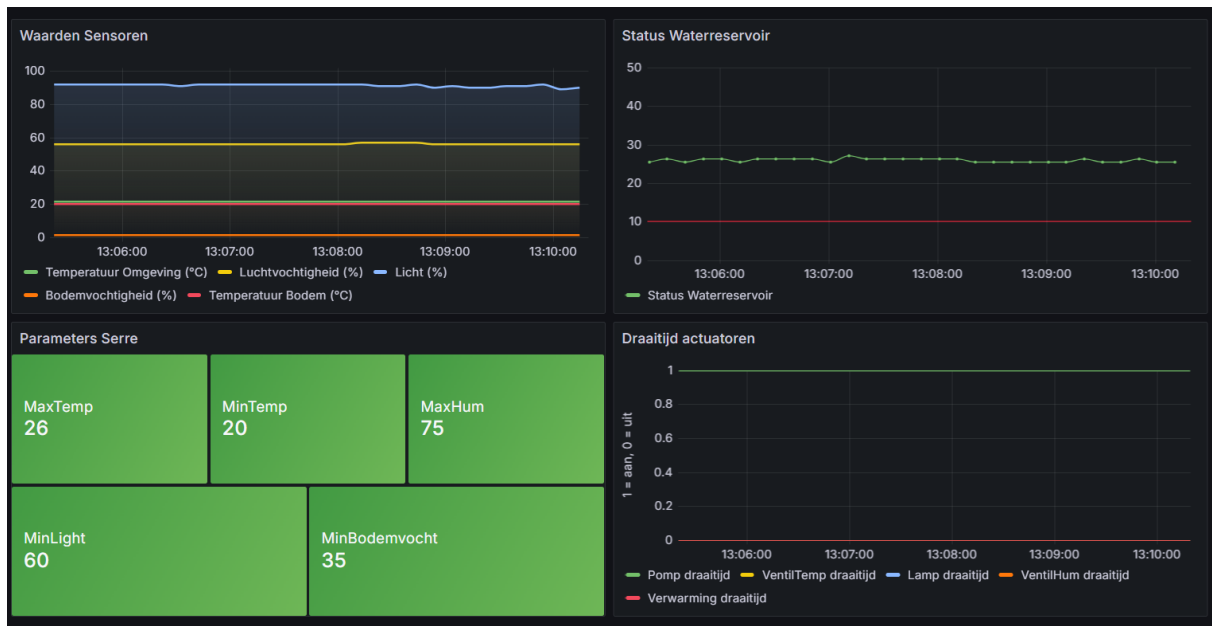 Waarden Sensoren
100
80
60
40
20
0
13:06:00 13:07:00 13:08:00 13:09:00 13:10:00
Temperatuur Omgeving (°C) Luchtvochtigheid (%) Licht (%)
Bodemvochtigheid (%) Temperatuur Bodem (°C)
Status Waterreservoir
50
40
30
20
10
0
13:06:00 13:07:00 13:08:00 13:09:00 13:10:00
Status Waterreservoir
Parameters Serre
MaxTemp
26
MinTemp
20
MaxHum
75
MinLight
60
MinBodemvocht
35
Draaitijd actuatoren
1 = aan, 0 = uit
1
0.8
0.6
0.4
0.2
0
13:06:00 13:07:00 13:08:00 13:09:00 13:10:00
Pomp draaitijd VentilTemp draaitijd Lamp draaitijd VentilHum draaitijd
Verwarming draaitijd